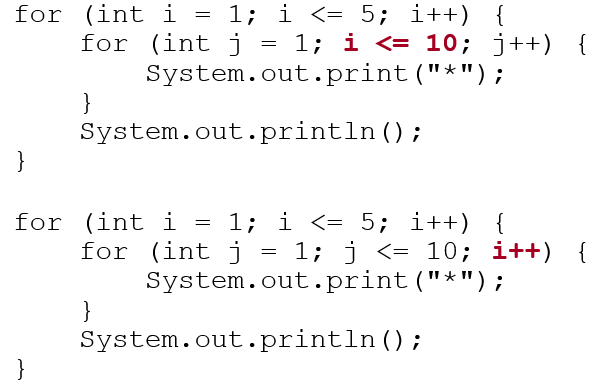 for (int i = 1; i <= 5; i++) {
    for (int j = 1; i <= 10; j++) {
        System.out.print("*");
    }
    System.out.println();
}

for (int i = 1; i <= 5; i++) {
    for (int j = 1; j <= 10; i++) {
        System.out.print("*");
    }
    System.out.println();
}